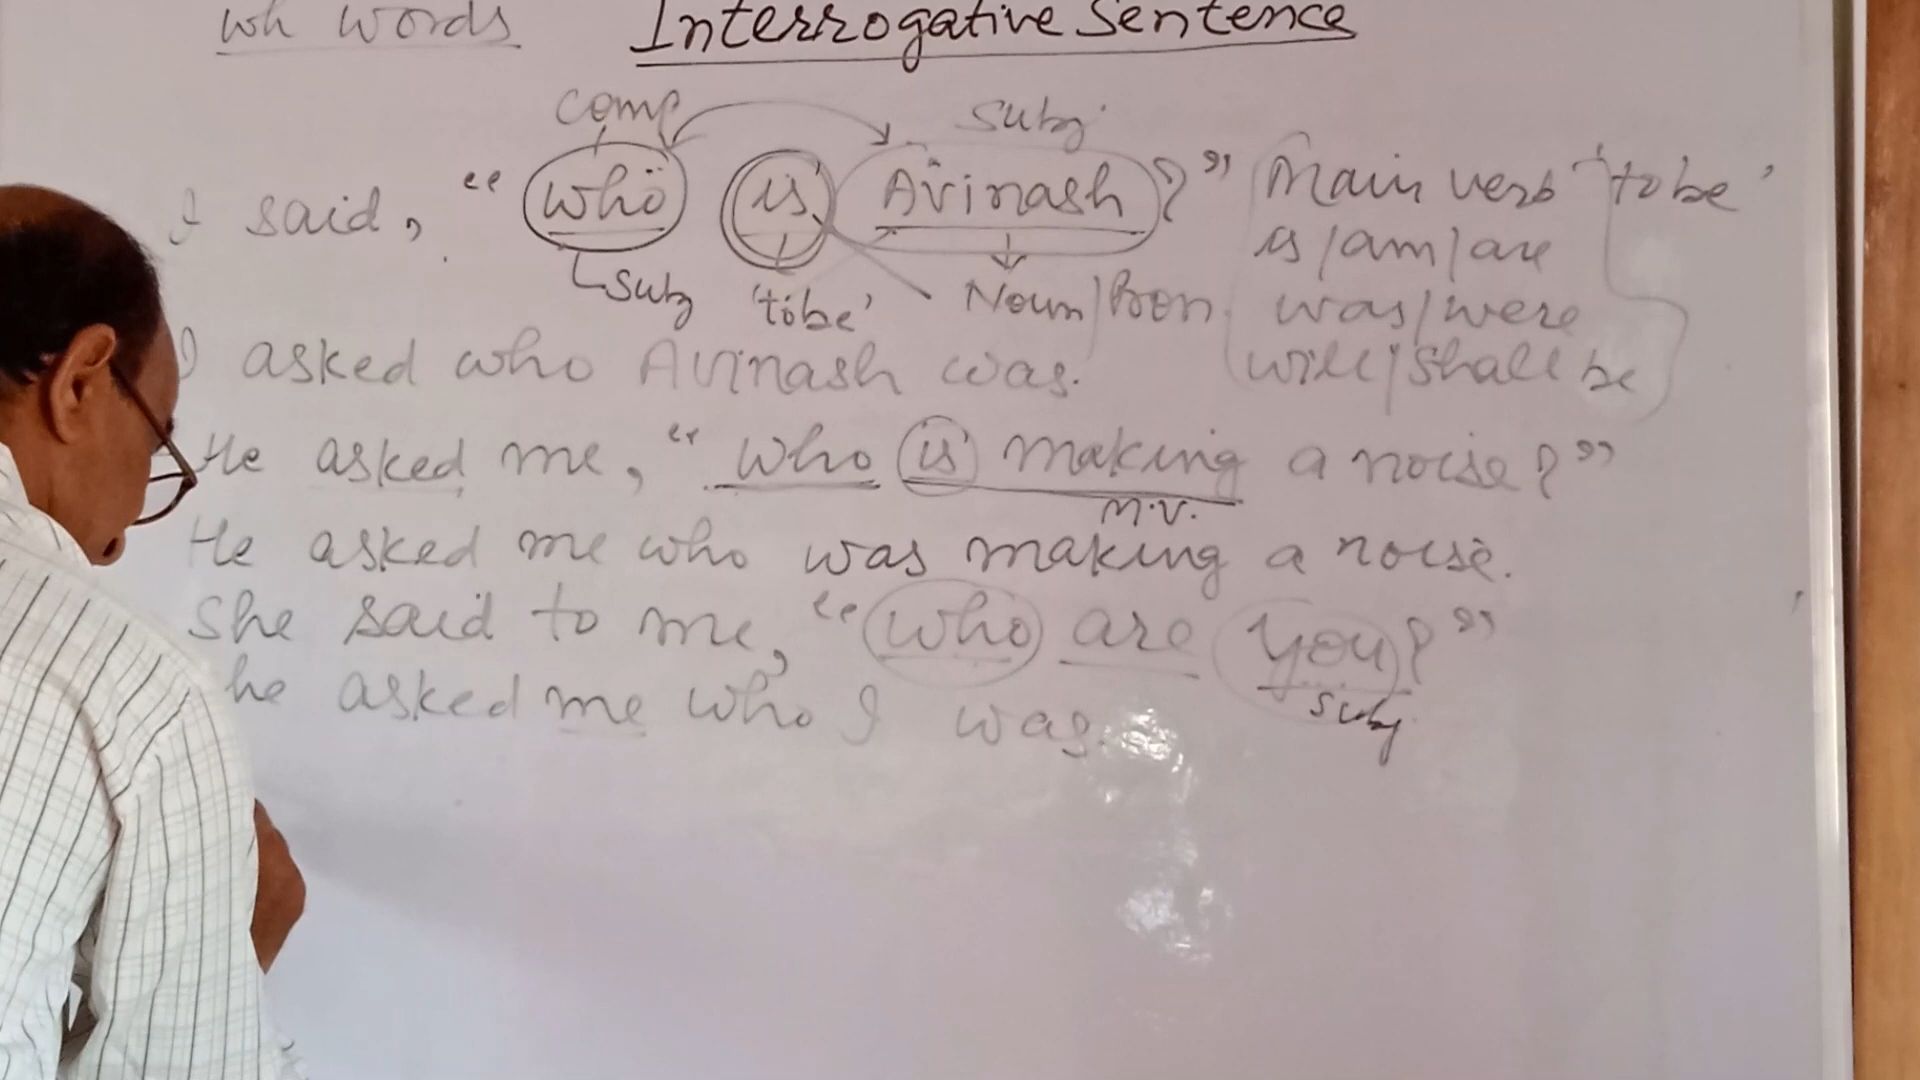 wh words Interrogative Sentence
comp subj
I said, "who is Avinash?" Main verb 'to be'
is/am/are
Sub 'to be' Noun/Pron. was/were
I asked who Avinash was. will/shall be
He asked me, "who is making a noise?"
M.V.
He asked me who was making a noise.
She said to me, "who are you?"
he asked me who I was.
Subj